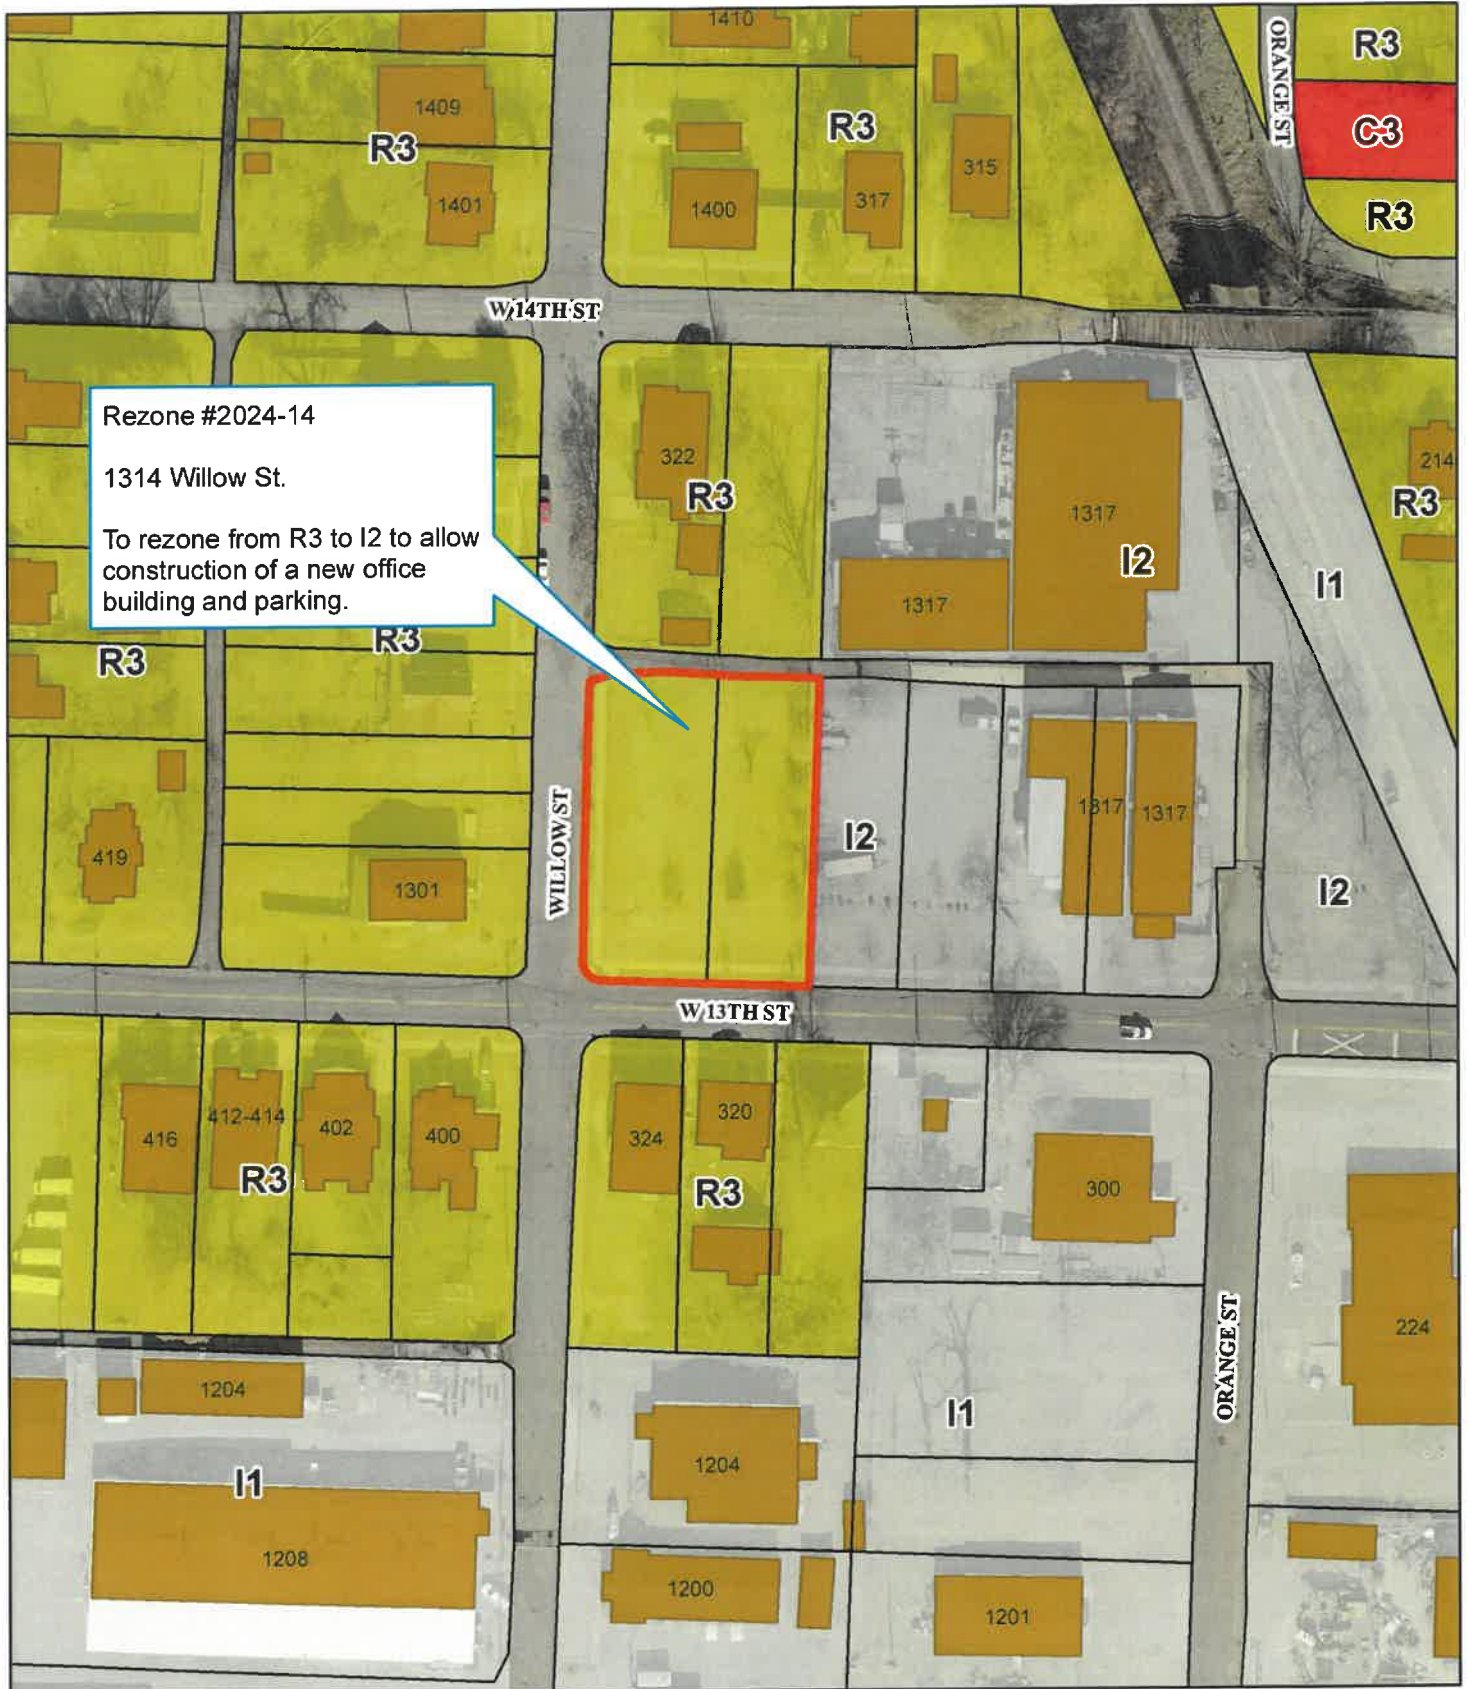 1410
ORANGE ST
R3
1409
R3
C3
R3
315
1401
1400
317
R3
W 14TH ST
Rezone #2024-14
1314 Willow St.
To rezone from R3 to I2 to allow
construction of a new office
building and parking.
322
R3
1317
214
R3
I2
I1
1317
R3
R3
WILLOW ST
1317
1317
I2
419
1301
I2
W 13TH ST
416
412-414
402
400
324
320
R3
R3
300
224
ORANGE ST
1204
I1
1204
I1
1208
1200
1201